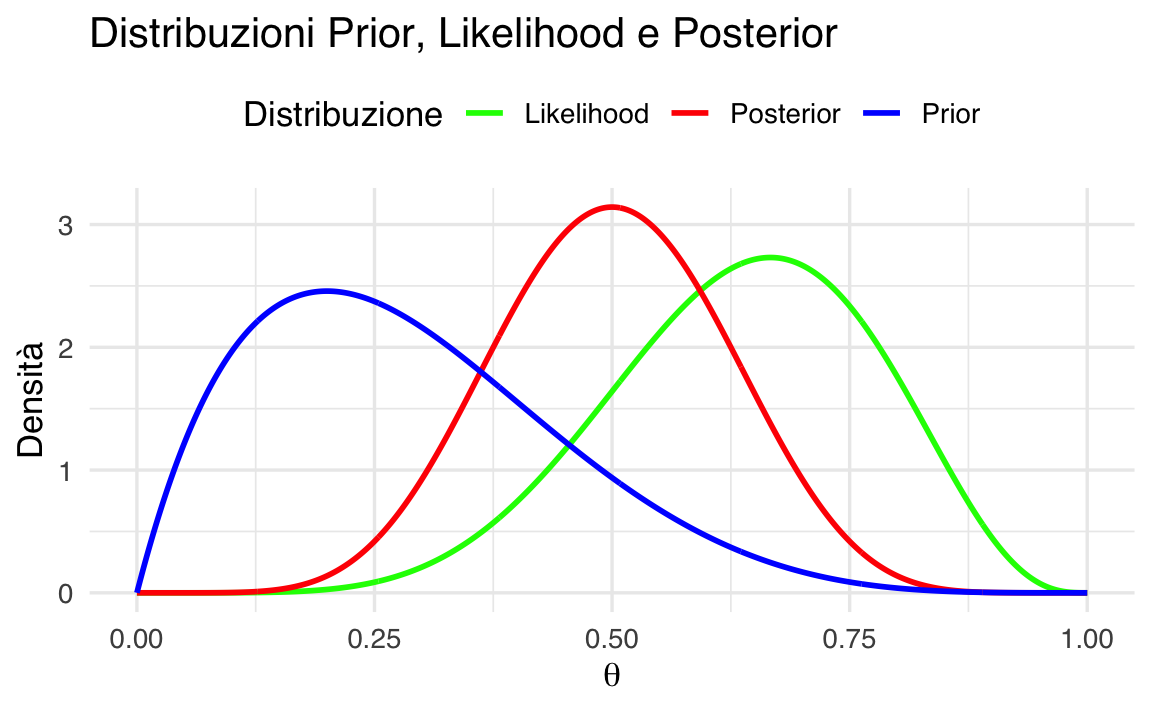 Distribuzioni Prior, Likelihood e Posterior
Distribuzione Likelihood Posterior Prior
Densità
3
2
1
0
0.00 0.25 0.50 0.75 1.00
θ